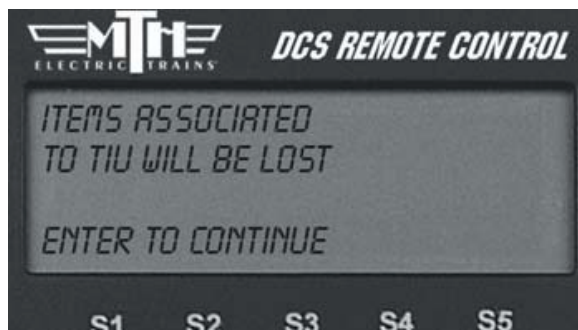 MTH
ELECTRIC TRAINS
DCS REMOTE CONTROL
ITEMS ASSOCIATED
TO TIU WILL BE LOST
ENTER TO CONTINUE
S1 S2 S3 S4 S5